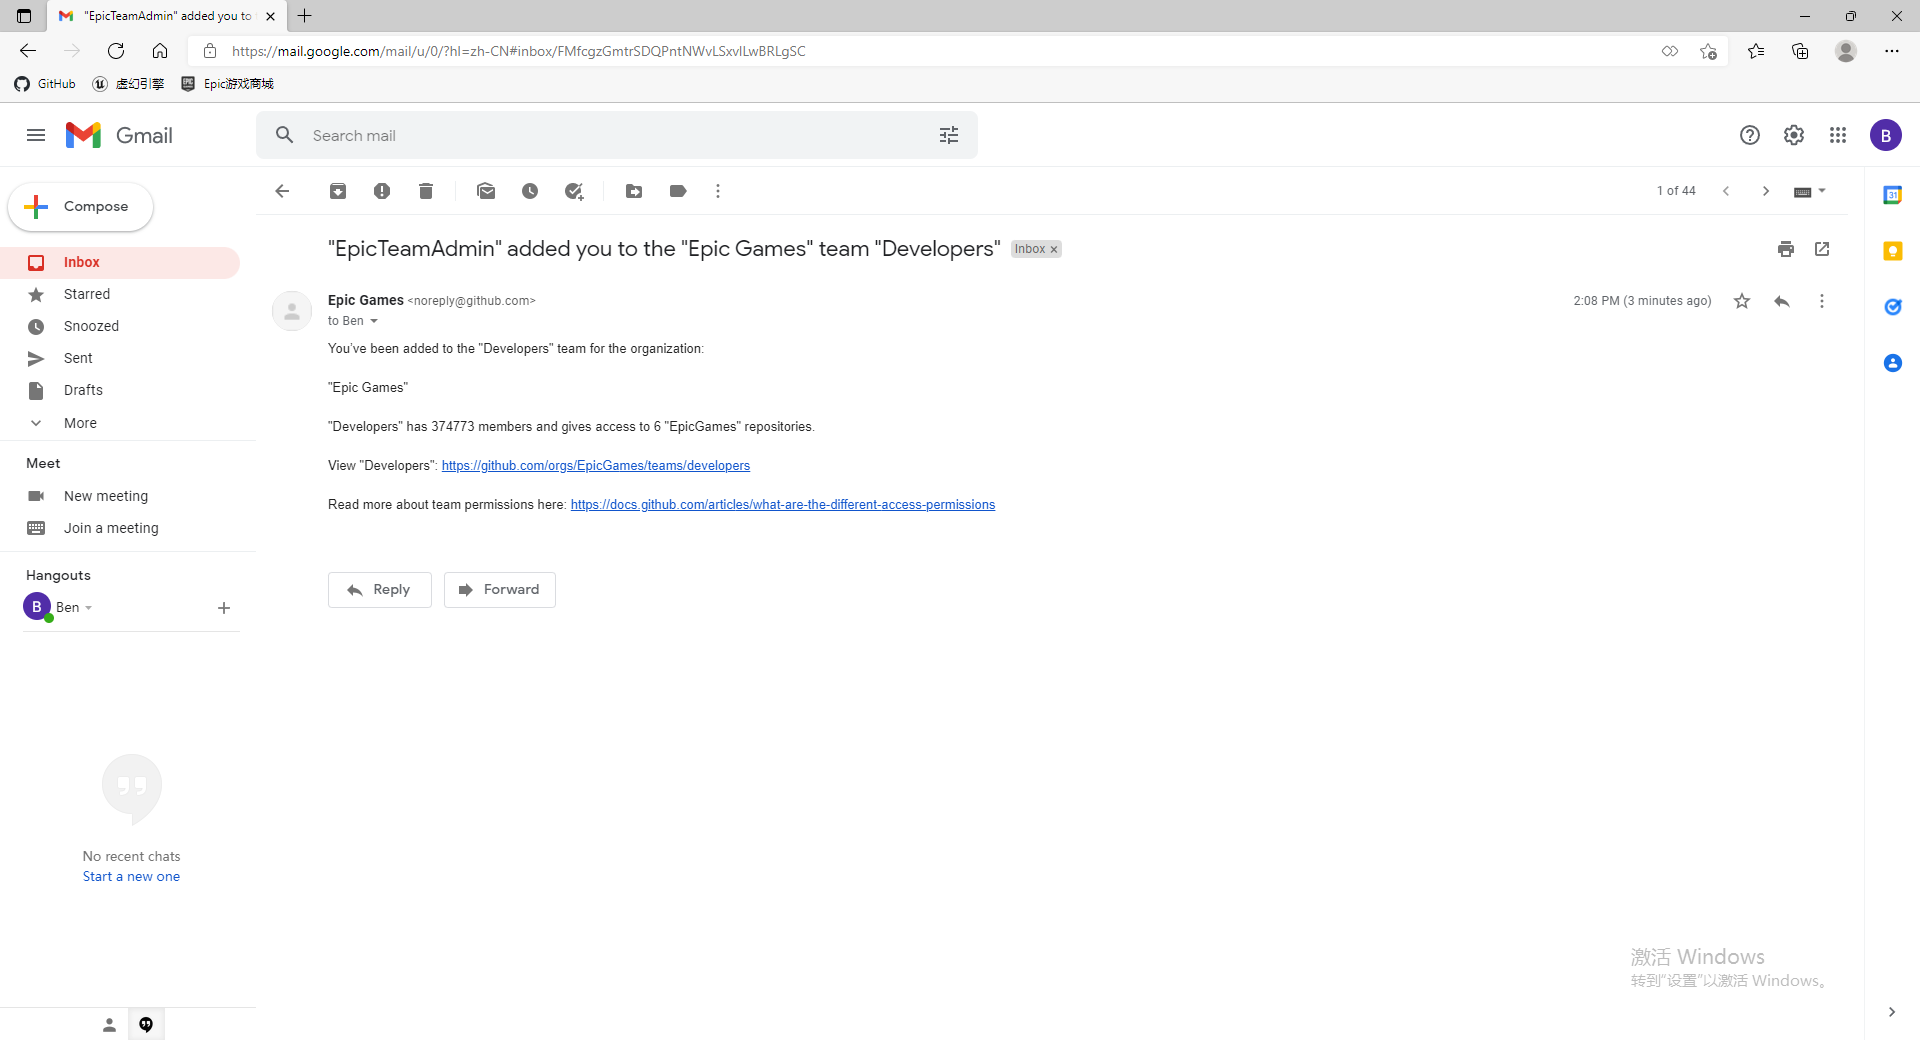 "EpicTeamAdmin" added you to
https://mail.google.com/mail/u/0/?hl=zh-CN#inbox/FMfcgzGmtrSDQPntNWvLSxvlLwBRLgSC
GitHub
虚幻引擎
Epic游戏商城
Gmail
Search mail
B
Compose
1 of 44
31
"EpicTeamAdmin" added you to the "Epic Games" team "Developers"
Inbox ×
Inbox
Starred
Snoozed
Sent
Drafts
More
Epic Games <noreply@github.com>
2:08 PM (3 minutes ago)
to Ben
You've been added to the "Developers" team for the organization:
"Epic Games"
"Developers" has 374773 members and gives access to 6 "EpicGames" repositories.
View "Developers": https://github.com/orgs/EpicGames/teams/developers
Read more about team permissions here: https://docs.github.com/articles/what-are-the-different-access-permissions
Reply
Forward
Meet
New meeting
Join a meeting
Hangouts
B
Ben
No recent chats
Start a new one
激活 Windows
转到"设置"以激活 Windows。